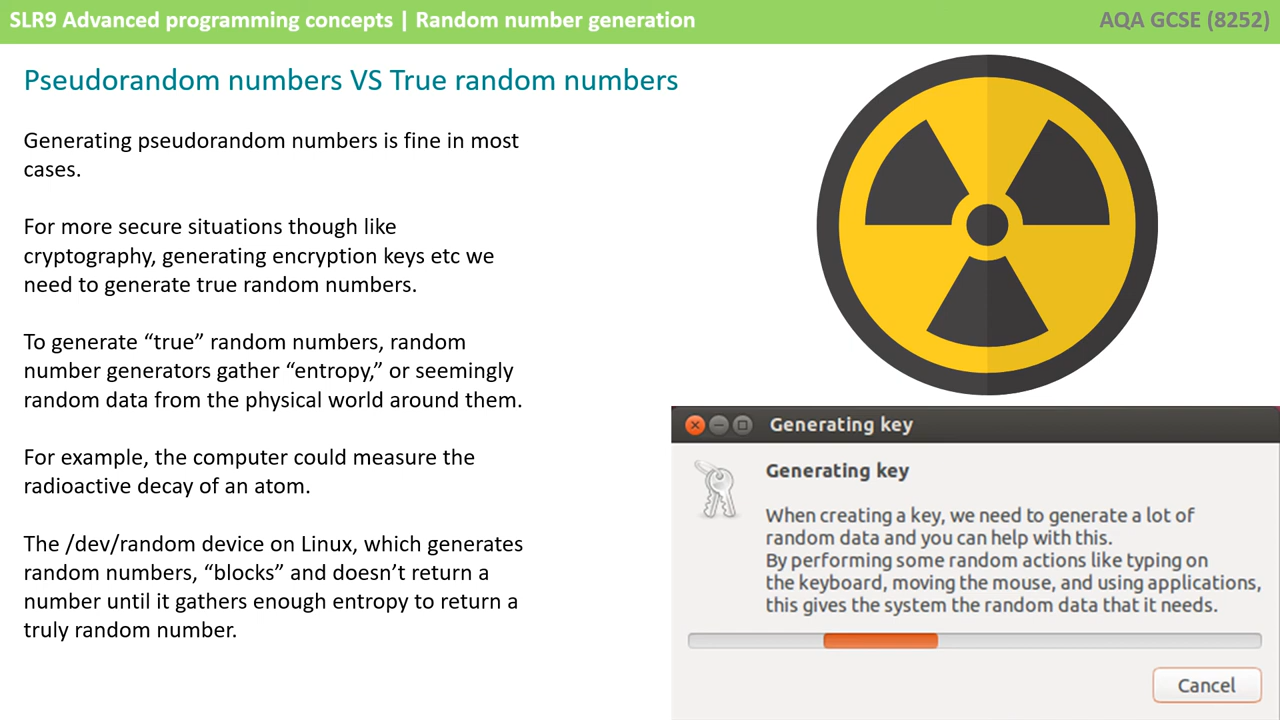 SLR9 Advanced programming concepts | Random number generation
AQA GCSE (8252)
Pseudorandom numbers VS True random numbers
Generating pseudorandom numbers is fine in most
cases.
For more secure situations though like
cryptography, generating encryption keys etc we
need to generate true random numbers.
To generate “true” random numbers, random
number generators gather “entropy,” or seemingly
random data from the physical world around them.
For example, the computer could measure the
radioactive decay of an atom.
The /dev/random device on Linux, which generates
random numbers, “blocks” and doesn’t return a
number until it gathers enough entropy to return a
truly random number.
Generating key
Generating key
When creating a key, we need to generate a lot of
random data and you can help with this.
By performing some random actions like typing on
the keyboard, moving the mouse, and using applications,
this gives the system the random data that it needs.
Cancel